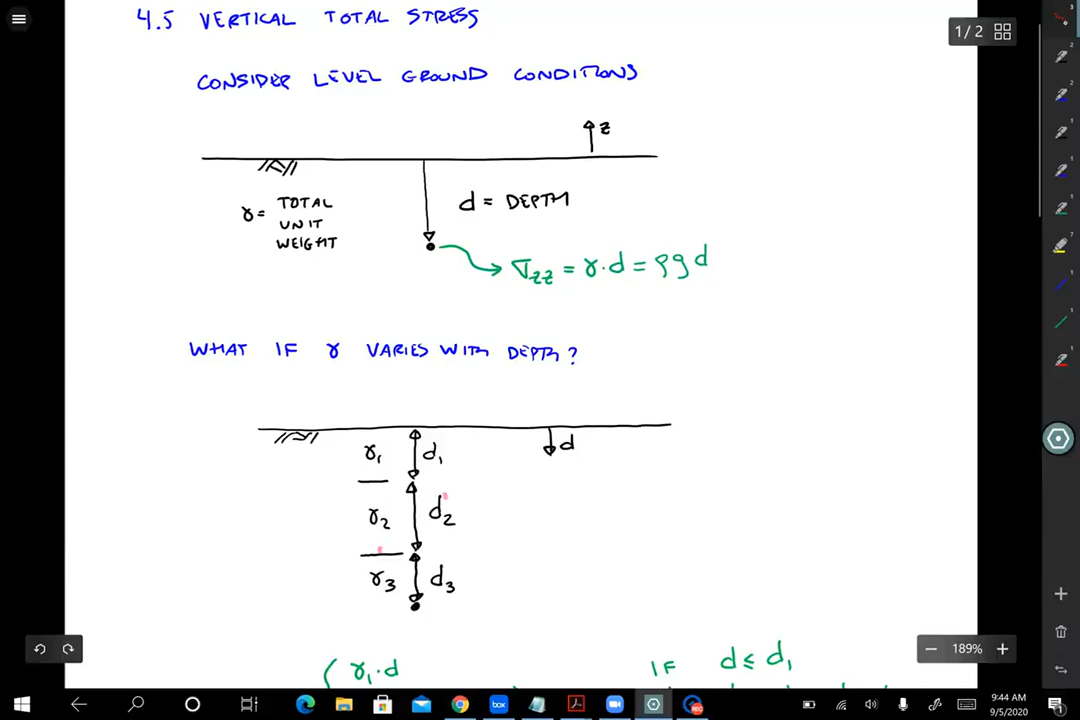 4.5 VERTICAL TOTAL STRESS
1/2
CONSIDER LEVEL GROUND CONDITIONS
z
γ = TOTAL UNIT WEIGHT
d = DEPTH
σzz = γ·d = ρgd
WHAT IF γ VARIES WITH DEPTH?
γ1 d1
d
γ2 d2
γ3 d3
γ1·d IF d ≤ d1
189%
9:44 AM
9/5/2020